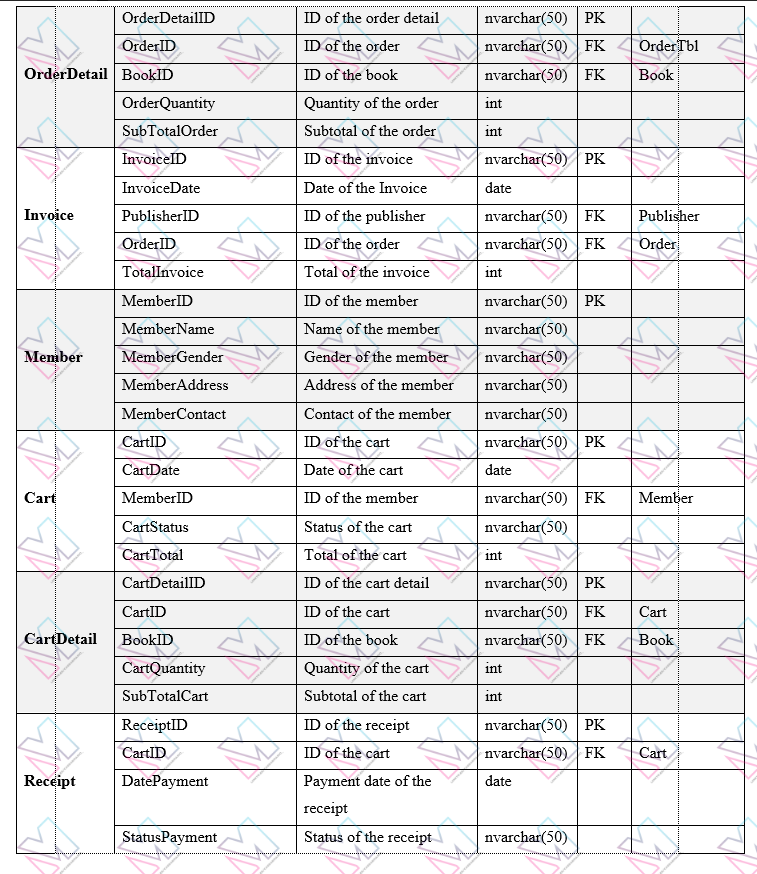 OrderDetailID ID of the order detail nvarchar(50) PK
OrderID ID of the order nvarchar(50) FK OrderTbl
OrderDetail BookID ID of the book nvarchar(50) FK Book
OrderQuantity Quantity of the order int
SubTotalOrder Subtotal of the order int
InvoiceID ID of the invoice nvarchar(50) PK
InvoiceDate Date of the Invoice date
Invoice PublisherID ID of the publisher nvarchar(50) FK Publisher
OrderID ID of the order nvarchar(50) FK Order
TotalInvoice Total of the invoice int
MemberID ID of the member nvarchar(50) PK
MemberName Name of the member nvarchar(50)
Member MemberGender Gender of the member nvarchar(50)
MemberAddress Address of the member nvarchar(50)
MemberContact Contact of the member nvarchar(50)
CartID ID of the cart nvarchar(50) PK
CartDate Date of the cart date
Cart MemberID ID of the member nvarchar(50) FK Member
CartStatus Status of the cart nvarchar(50)
CartTotal Total of the cart int
CartDetailID ID of the cart detail nvarchar(50) PK
CartID ID of the cart nvarchar(50) FK Cart
CartDetail BookID ID of the book nvarchar(50) FK Book
CartQuantity Quantity of the cart int
SubTotalCart Subtotal of the cart int
ReceiptID ID of the receipt nvarchar(50) PK
CartID ID of the cart nvarchar(50) FK Cart
Receipt DatePayment Payment date of the date
receipt
StatusPayment Status of the receipt nvarchar(50)